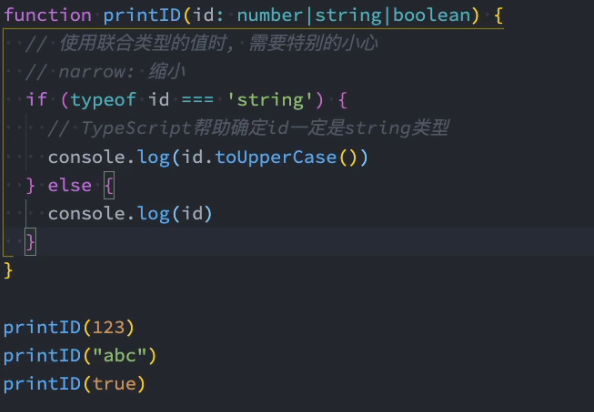 function printID(id: number|string|boolean) {
  // 使用联合类型的值时，需要特别的小心
  // narrow: 缩小
  if (typeof id === 'string') {
    // TypeScript帮助确定id一定是string类型
    console.log(id.toUpperCase())
  } else {
    console.log(id)
  }
}

printID(123)
printID("abc")
printID(true)